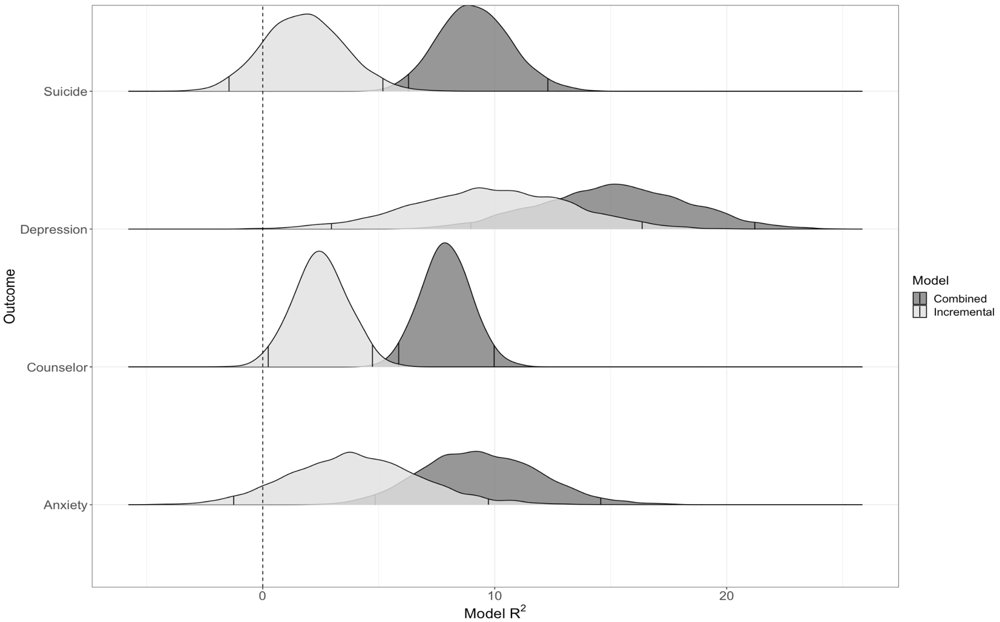 Outcome
Suicide
Depression
Counselor
Anxiety
0
10
20
Model R²
Model
Combined
Incremental